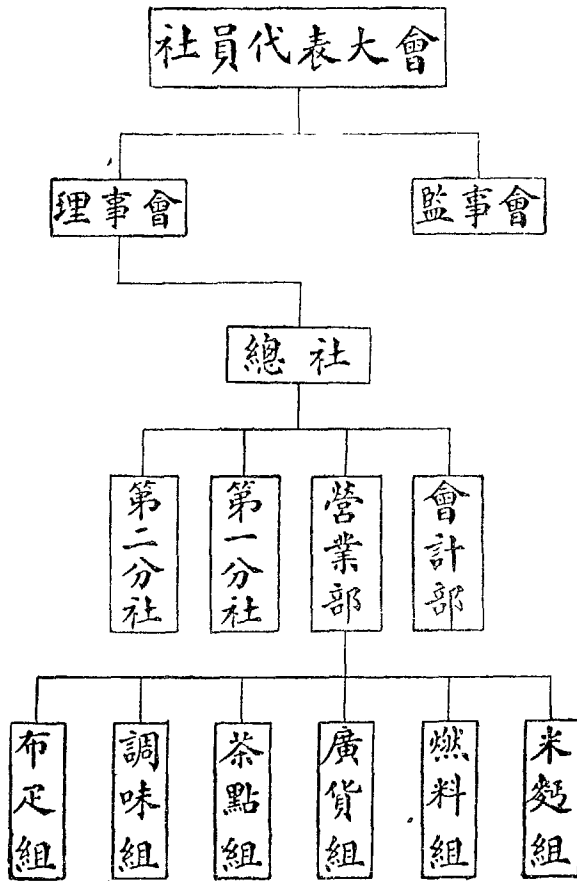 社員代表大會
理事會
監事會
總社
會計部
營業部
第一分社
第二分社
米麪組
燃料組
廣貨組
茶點組
調味組
布疋組